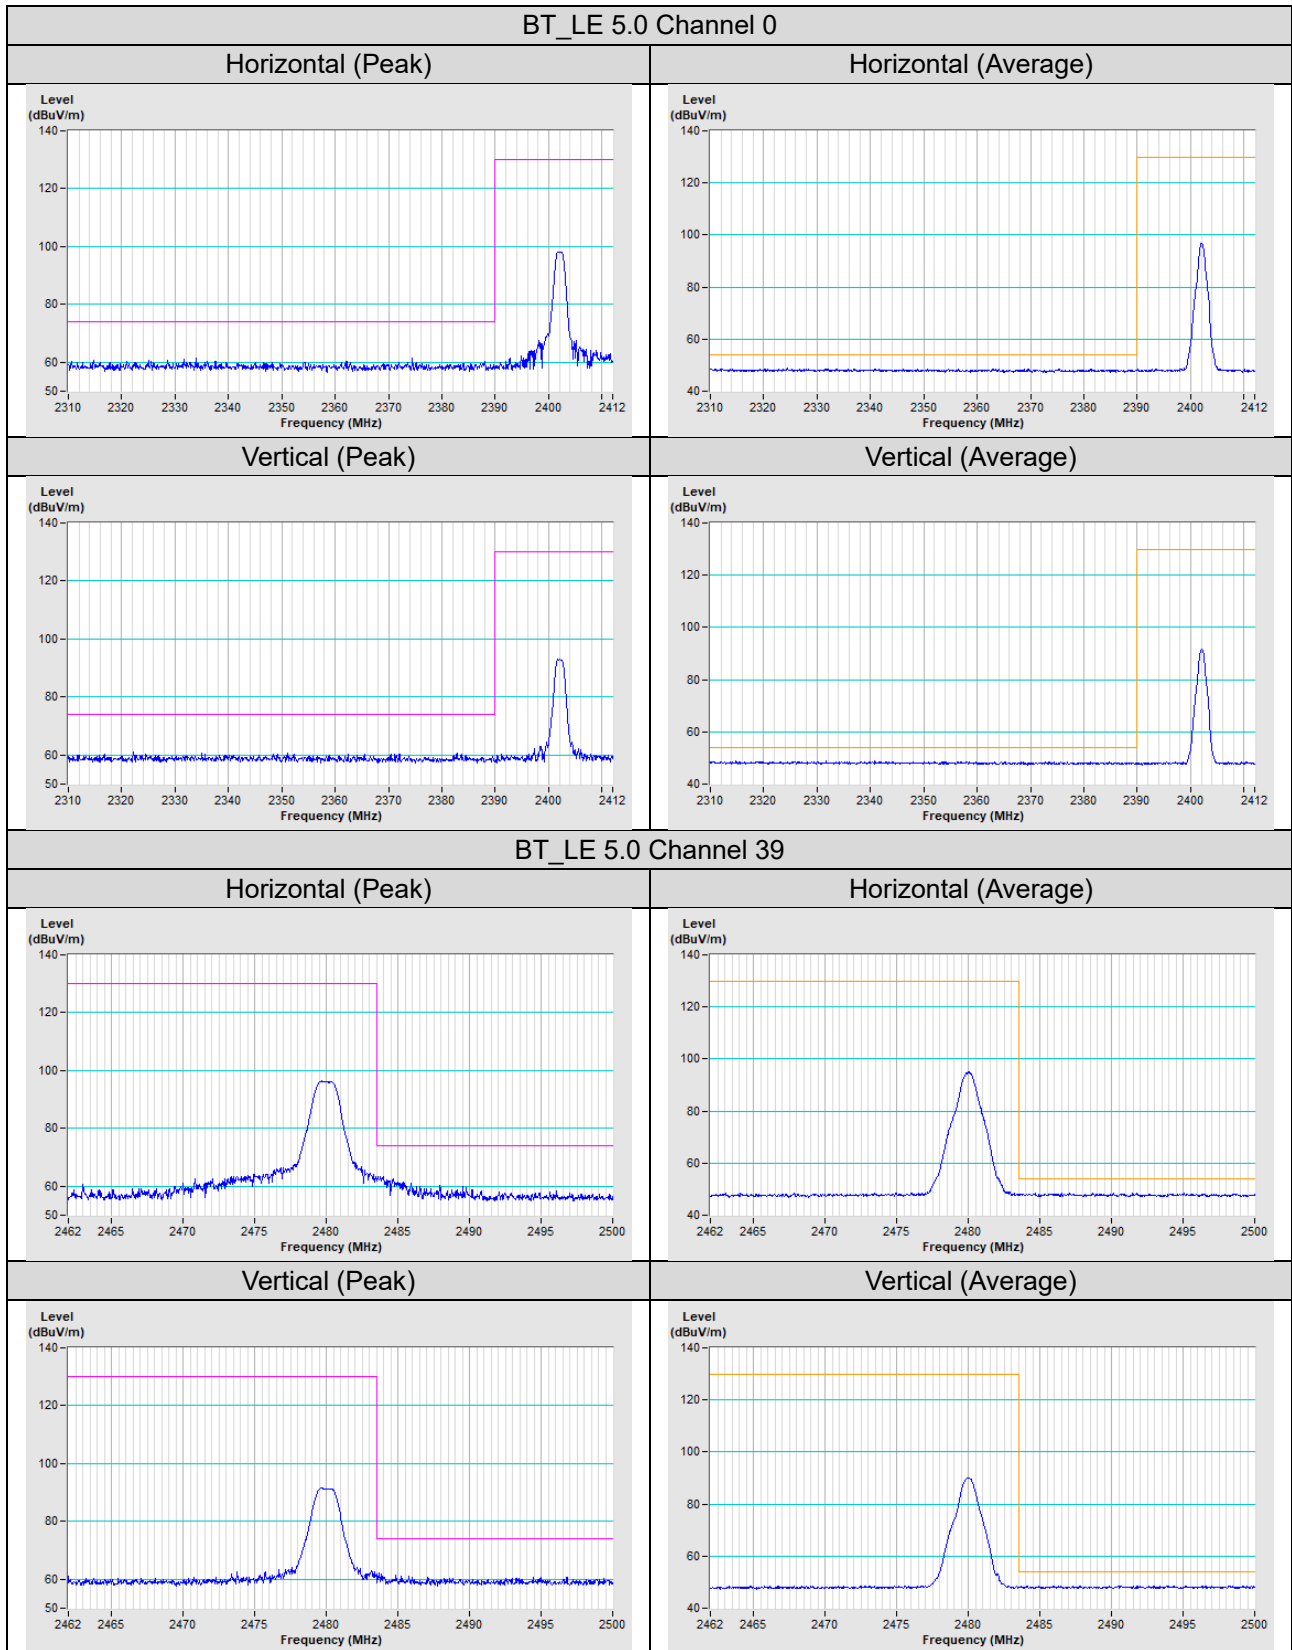 BT_LE 5.0 Channel 0
Horizontal (Peak)
Horizontal (Average)
Level
(dBuV/m)
140
120
100
80
60
50
2310 2320 2330 2340 2350 2360 2370 2380 2390 2400 2412
Frequency (MHz)
Level
(dBuV/m)
140
120
100
80
60
40
2310 2320 2330 2340 2350 2360 2370 2380 2390 2400 2412
Frequency (MHz)
Vertical (Peak)
Vertical (Average)
Level
(dBuV/m)
140
120
100
80
60
50
2310 2320 2330 2340 2350 2360 2370 2380 2390 2400 2412
Frequency (MHz)
Level
(dBuV/m)
140
120
100
80
60
40
2310 2320 2330 2340 2350 2360 2370 2380 2390 2400 2412
Frequency (MHz)
BT_LE 5.0 Channel 39
Horizontal (Peak)
Horizontal (Average)
Level
(dBuV/m)
140
120
100
80
60
50
2462 2465 2470 2475 2480 2485 2490 2495 2500
Frequency (MHz)
Level
(dBuV/m)
140
120
100
80
60
40
2462 2465 2470 2475 2480 2485 2490 2495 2500
Frequency (MHz)
Vertical (Peak)
Vertical (Average)
Level
(dBuV/m)
140
120
100
80
60
50
2462 2465 2470 2475 2480 2485 2490 2495 2500
Frequency (MHz)
Level
(dBuV/m)
140
120
100
80
60
40
2462 2465 2470 2475 2480 2485 2490 2495 2500
Frequency (MHz)